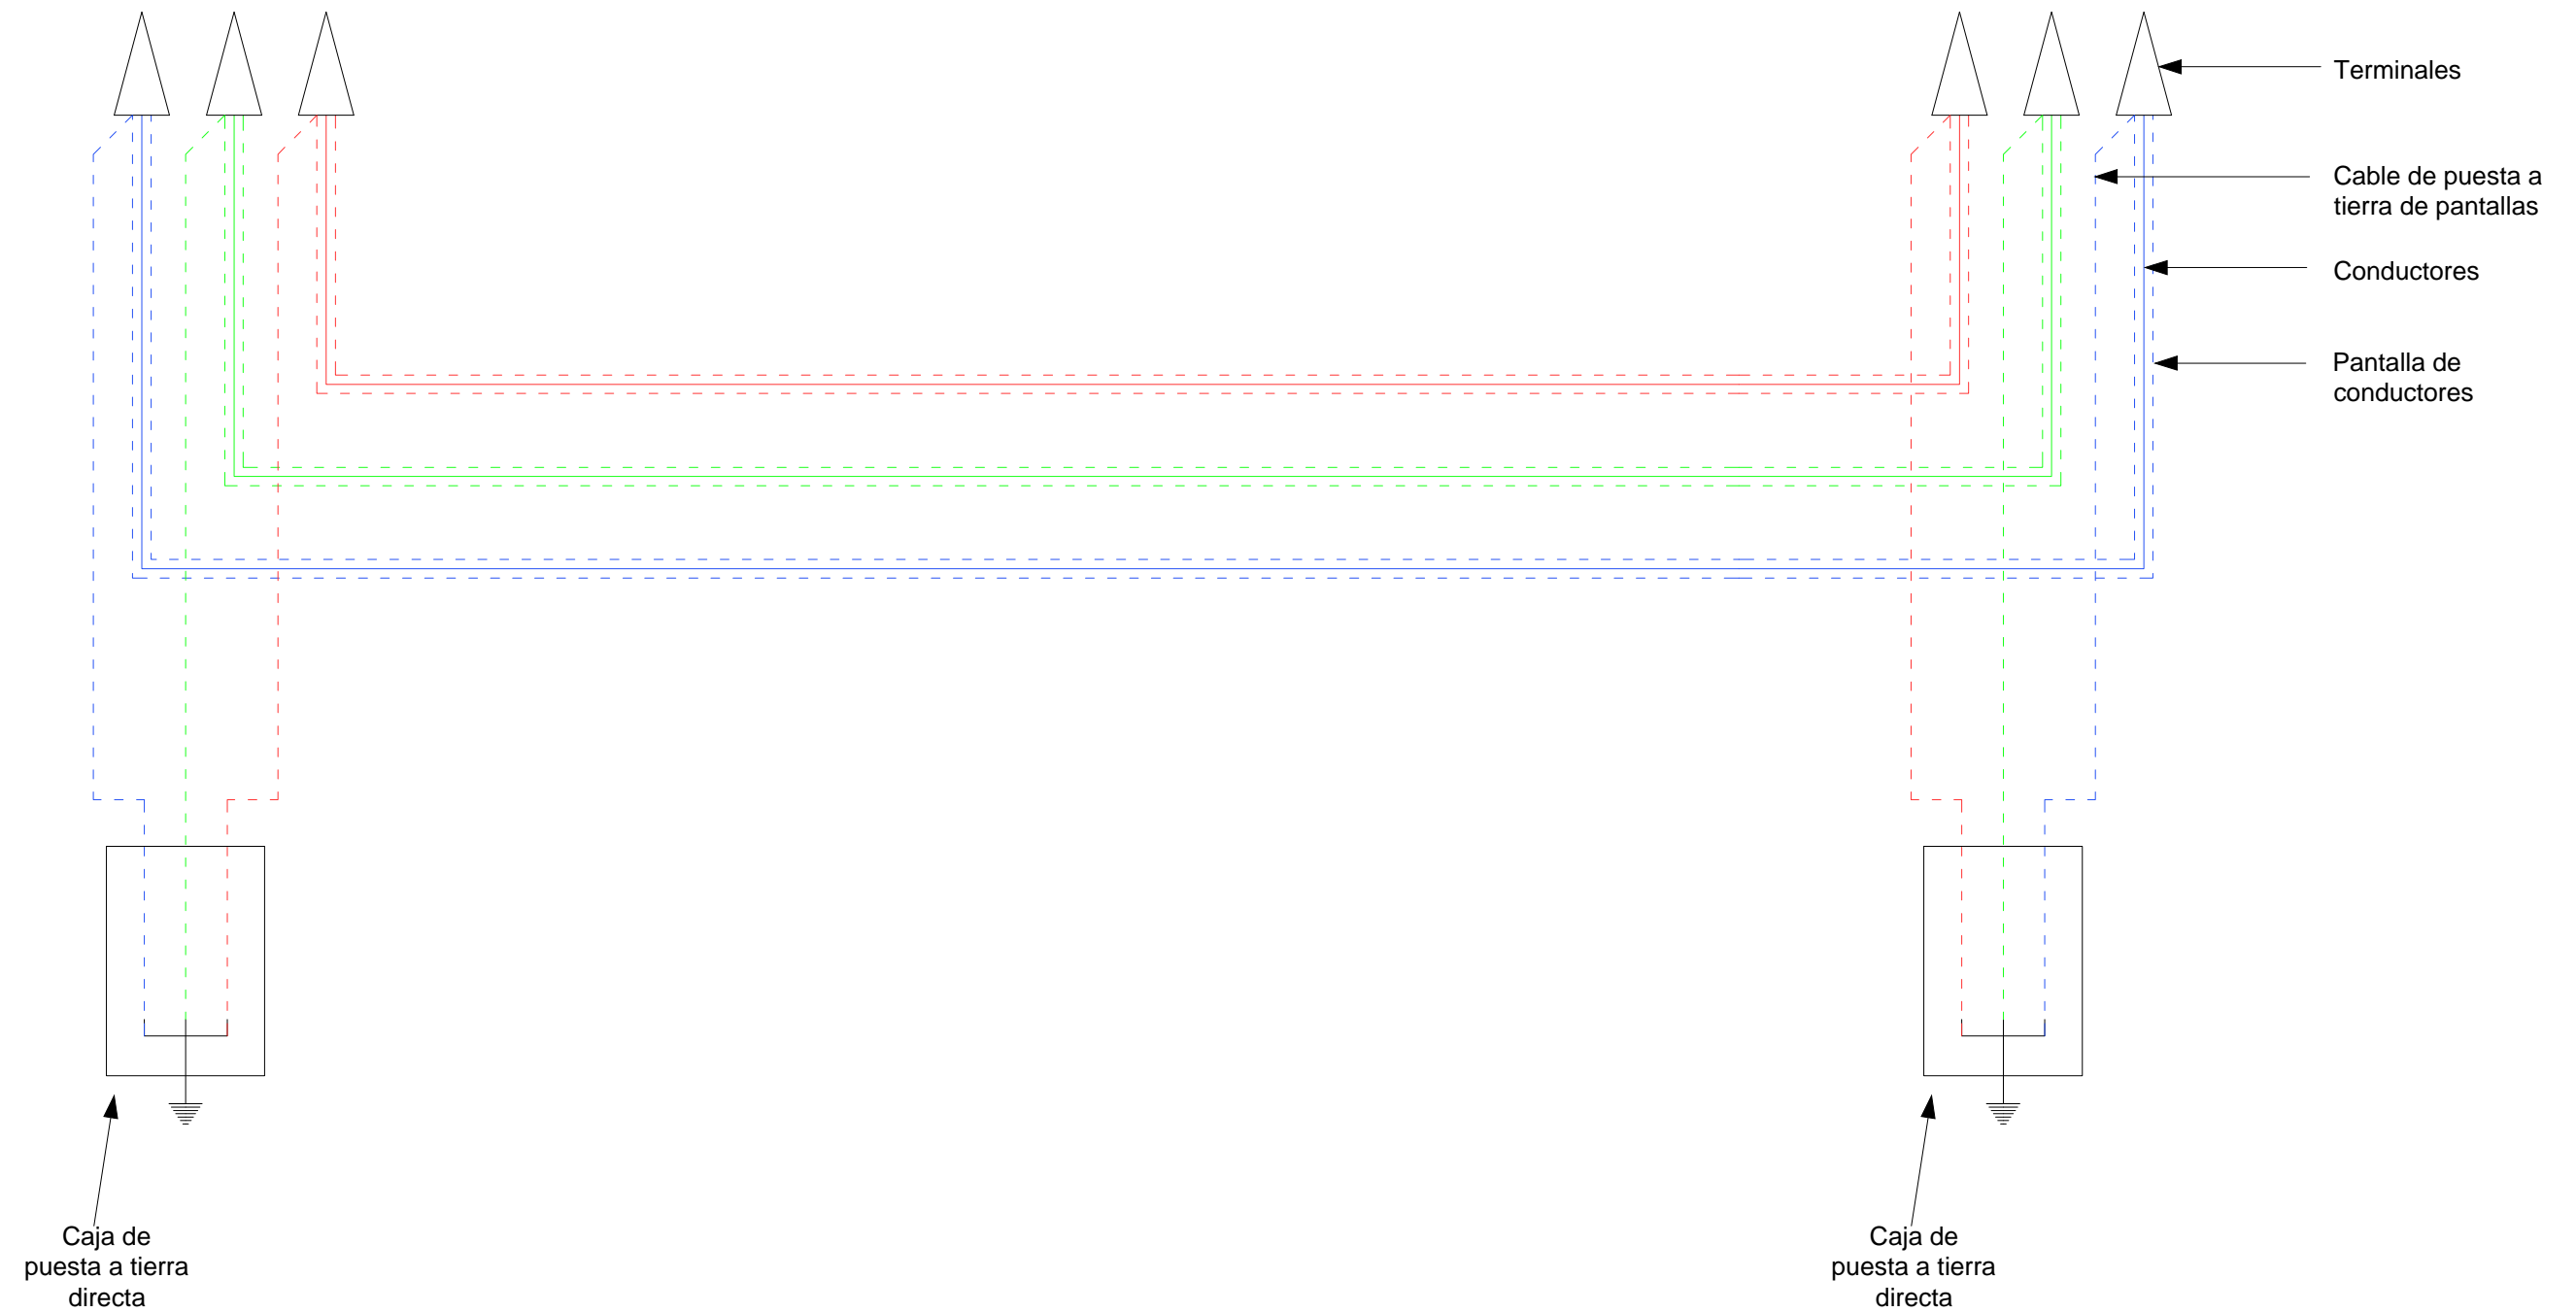 Terminales
Cable de puesta a
tierra de pantallas
Conductores
Pantalla de
conductores
Caja de
puesta a tierra
directa
Caja de
puesta a tierra
directa